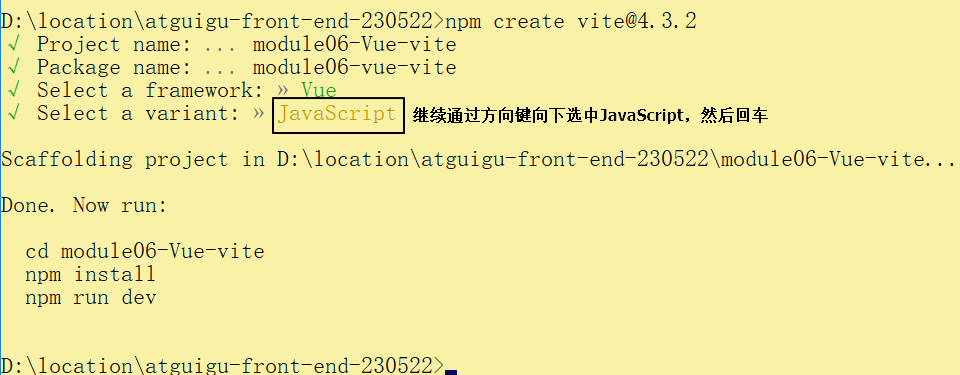 D:\location\atguigu-front-end-230522>npm create vite@4.3.2
√ Project name: ... module06-Vue-vite
√ Package name: ... module06-vue-vite
√ Select a framework: » Vue
√ Select a variant: » JavaScript 继续通过方向键向下选中JavaScript，然后回车
Scaffolding project in D:\location\atguigu-front-end-230522\module06-Vue-vite...
Done. Now run:
cd module06-Vue-vite
npm install
npm run dev
D:\location\atguigu-front-end-230522>